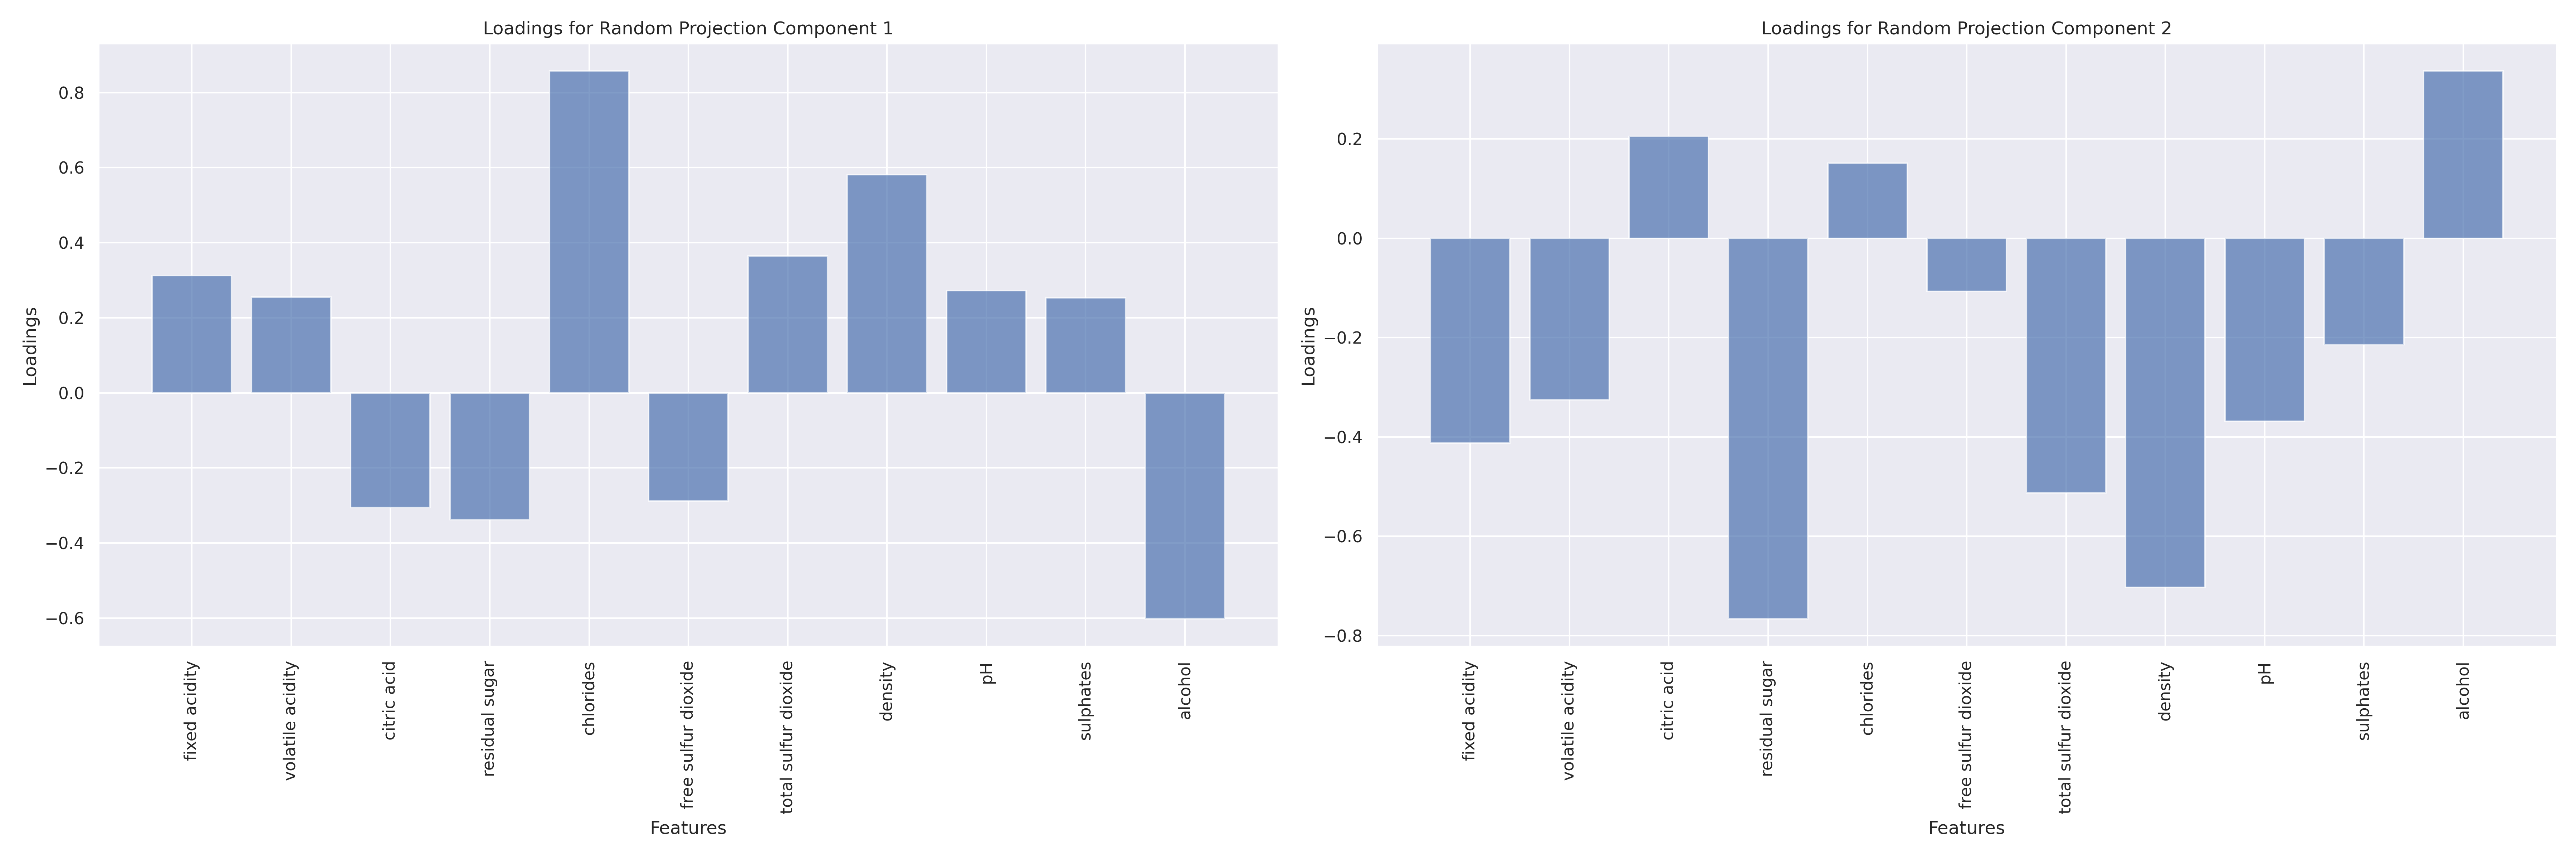 Loadings for Random Projection Component 1
Loadings
0.8
0.6
0.4
0.2
0.0
−0.2
−0.4
−0.6
fixed acidity
volatile acidity
citric acid
residual sugar
chlorides
free sulfur dioxide
total sulfur dioxide
density
pH
sulphates
alcohol
Features
Loadings for Random Projection Component 2
Loadings
0.2
0.0
−0.2
−0.4
−0.6
−0.8
fixed acidity
volatile acidity
citric acid
residual sugar
chlorides
free sulfur dioxide
total sulfur dioxide
density
pH
sulphates
alcohol
Features